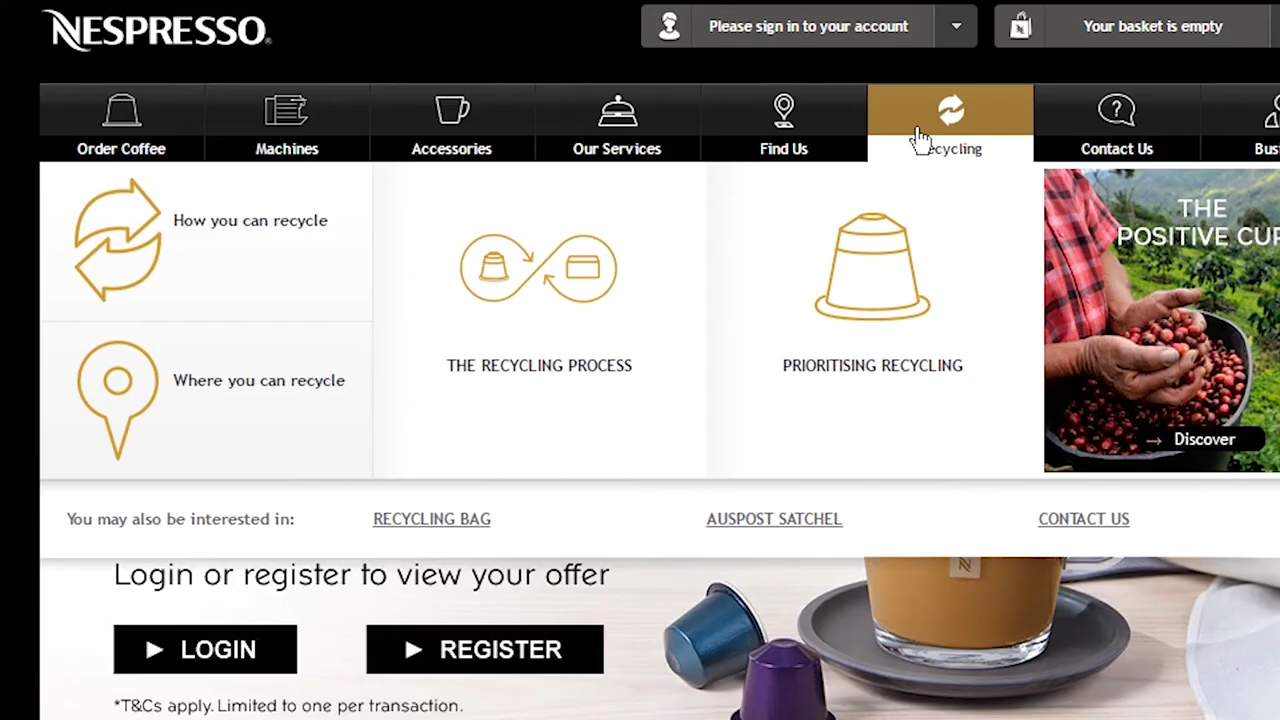 NESPRESSO
Please sign in to your account
Your basket is empty
Order Coffee
Machines
Accessories
Our Services
Find Us
ecycling
Contact Us
How you can recycle
Where you can recycle
THE RECYCLING PROCESS
PRIORITISING RECYCLING
THE
POSITIVE CUP
Discover
You may also be interested in:
RECYCLING BAG
AUSPOST SATCHEL
CONTACT US
Login or register to view your offer
LOGIN
REGISTER
*T&Cs apply. Limited to one per transaction.